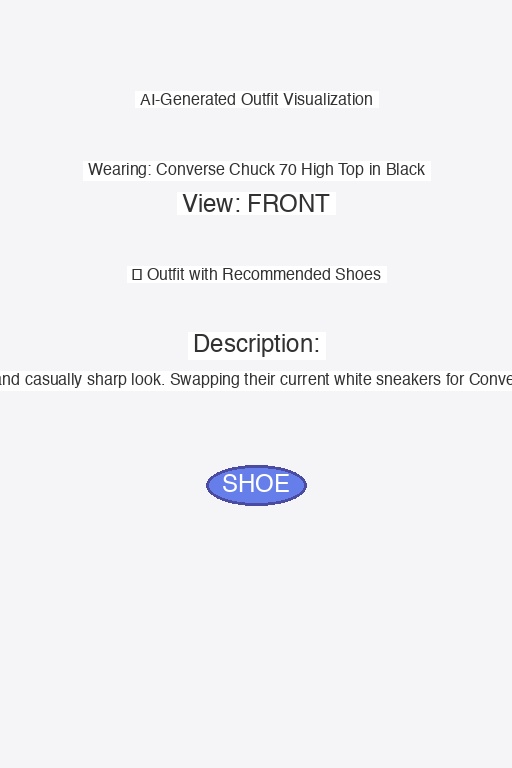 AI-Generated Outfit Visualization
Wearing: Converse Chuck 70 High Top in Black
View: FRONT
Outfit with Recommended Shoes
Description:
and casually sharp look. Swapping their current white sneakers for Conve
SHOE